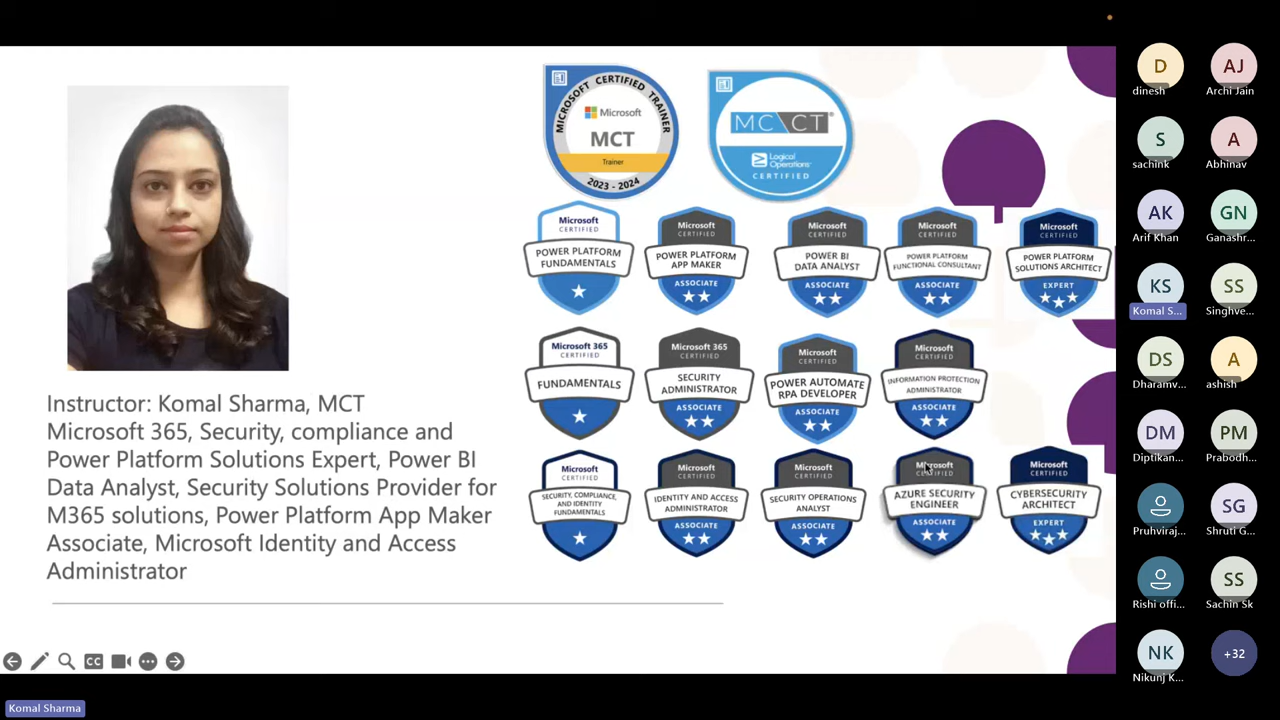 MICROSOFT CERTIFIED TRAINER
Microsoft
MCT
Trainer
2023 - 2024
MC\CT®
Logical Operations
CERTIFIED
Microsoft
CERTIFIED
POWER PLATFORM
FUNDAMENTALS
Microsoft
CERTIFIED
POWER PLATFORM
APP MAKER
ASSOCIATE
Microsoft
CERTIFIED
POWER BI
DATA ANALYST
ASSOCIATE
Microsoft
CERTIFIED
POWER PLATFORM
FUNCTIONAL CONSULTANT
ASSOCIATE
Microsoft
CERTIFIED
POWER PLATFORM
SOLUTIONS ARCHITECT
EXPERT
Microsoft 365
CERTIFIED
FUNDAMENTALS
Microsoft 365
CERTIFIED
SECURITY
ADMINISTRATOR
ASSOCIATE
Microsoft
CERTIFIED
POWER AUTOMATE
RPA DEVELOPER
ASSOCIATE
Microsoft
CERTIFIED
INFORMATION PROTECTION
ADMINISTRATOR
ASSOCIATE
Microsoft
CERTIFIED
SECURITY, COMPLIANCE,
AND IDENTITY
FUNDAMENTALS
Microsoft
CERTIFIED
IDENTITY AND ACCESS
ADMINISTRATOR
ASSOCIATE
Microsoft
CERTIFIED
SECURITY OPERATIONS
ANALYST
ASSOCIATE
Microsoft
CERTIFIED
AZURE SECURITY
ENGINEER
ASSOCIATE
Microsoft
CERTIFIED
CYBERSECURITY
ARCHITECT
EXPERT
Instructor: Komal Sharma, MCT
Microsoft 365, Security, compliance and
Power Platform Solutions Expert, Power BI
Data Analyst, Security Solutions Provider for
M365 solutions, Power Platform App Maker
Associate, Microsoft Identity and Access
Administrator
CC
Komal Sharma
D
dinesh
AJ
Archi Jain
S
sachink
A
Abhinav
AK
Arif Khan
GN
Ganashr...
KS
Komal S...
SS
Singhve...
DS
Dharamv...
A
ashish
DM
Diptikan...
PM
Prabodh...
Pruhviraj...
SG
Shruti G...
Rishi offi...
SS
Sachin Sk
NK
Nikunj K...
+32